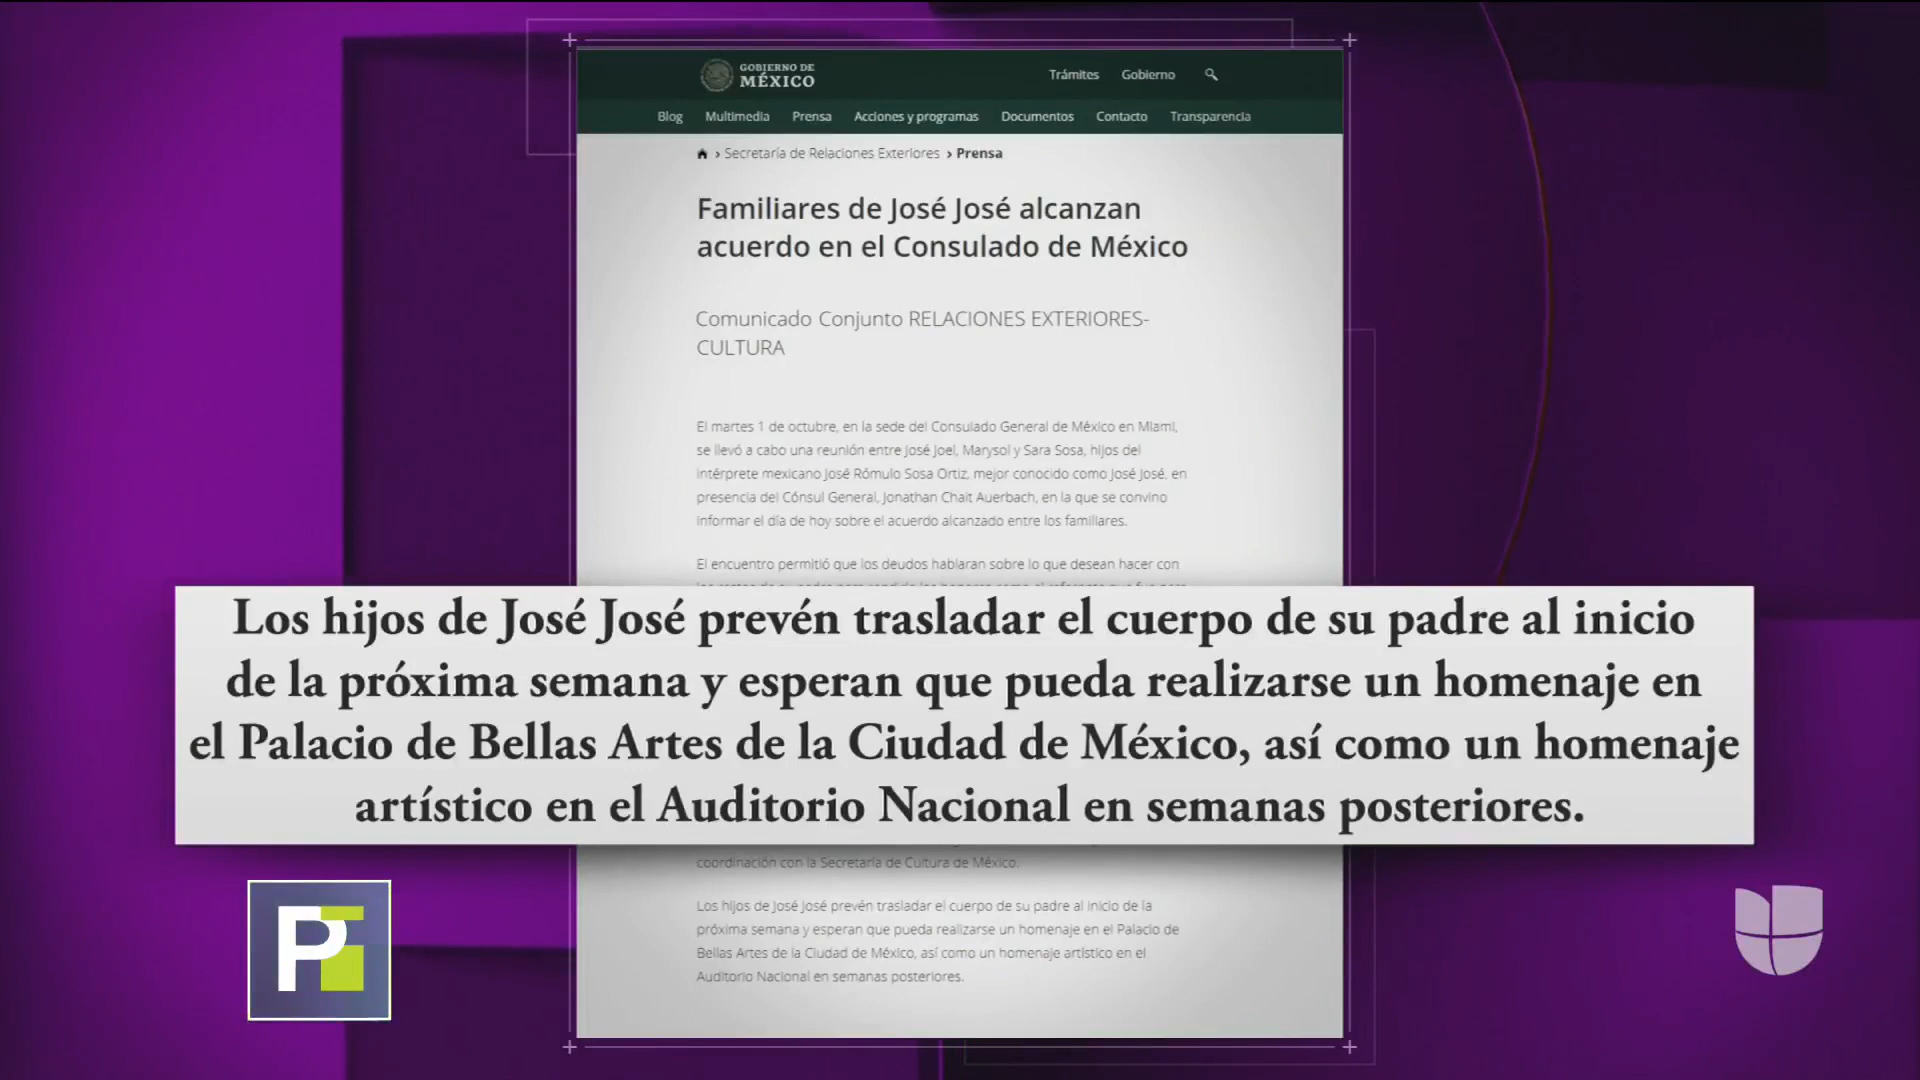 GOBIERNO DE
MÉXICO
Trámites Gobierno
Blog Multimedia Prensa Acciones y programas Documentos Contacto Transparencia
› Secretaría de Relaciones Exteriores › Prensa
Familiares de José José alcanzan
acuerdo en el Consulado de México
Comunicado Conjunto RELACIONES EXTERIORES-
CULTURA
El martes 1 de octubre, en la sede del Consulado General de México en Miami,
se llevó a cabo una reunión entre José Joel, Marysol y Sara Sosa, hijos del
intérprete mexicano José Rómulo Sosa Ortiz, mejor conocido como José José, en
presencia del Cónsul General, Jonathan Chait Auerbach, en la que se convino
informar el día de hoy sobre el acuerdo alcanzado entre los familiares.
El encuentro permitió que los deudos hablaran sobre lo que desean hacer con
Los hijos de José José prevén trasladar el cuerpo de su padre al inicio
de la próxima semana y esperan que pueda realizarse un homenaje en
el Palacio de Bellas Artes de la Ciudad de México, así como un homenaje
artístico en el Auditorio Nacional en semanas posteriores.
coordinación con la Secretaría de Cultura de México.
Los hijos de José José prevén trasladar el cuerpo de su padre al inicio de la
próxima semana y esperan que pueda realizarse un homenaje en el Palacio de
Bellas Artes de la Ciudad de México, así como un homenaje artístico en el
Auditorio Nacional en semanas posteriores.